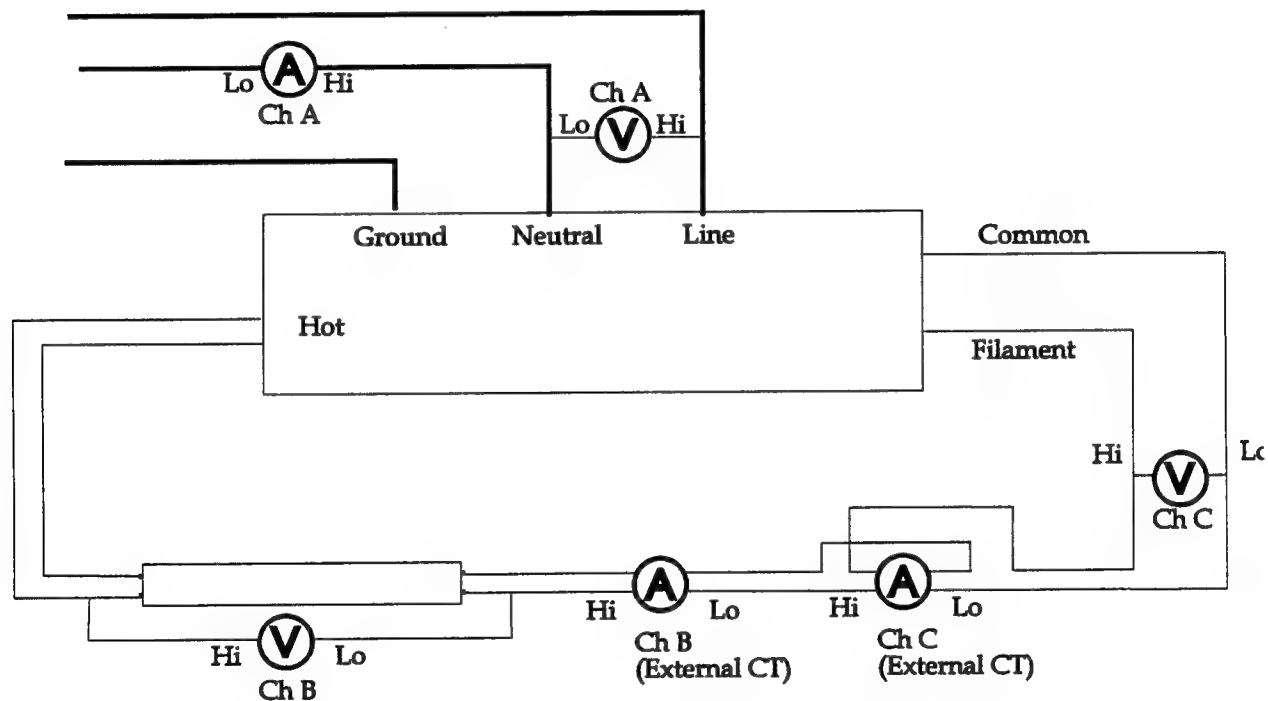 Lo A Hi
Ch A
Ch A
Lo V Hi
Ground Neutral Line
Common
Hot
Filament
Hi V
Ch C
Hi A Lo
Ch B
(External CT)
Hi A Lo
Ch C
(External CT)
Hi V Lo
Ch B